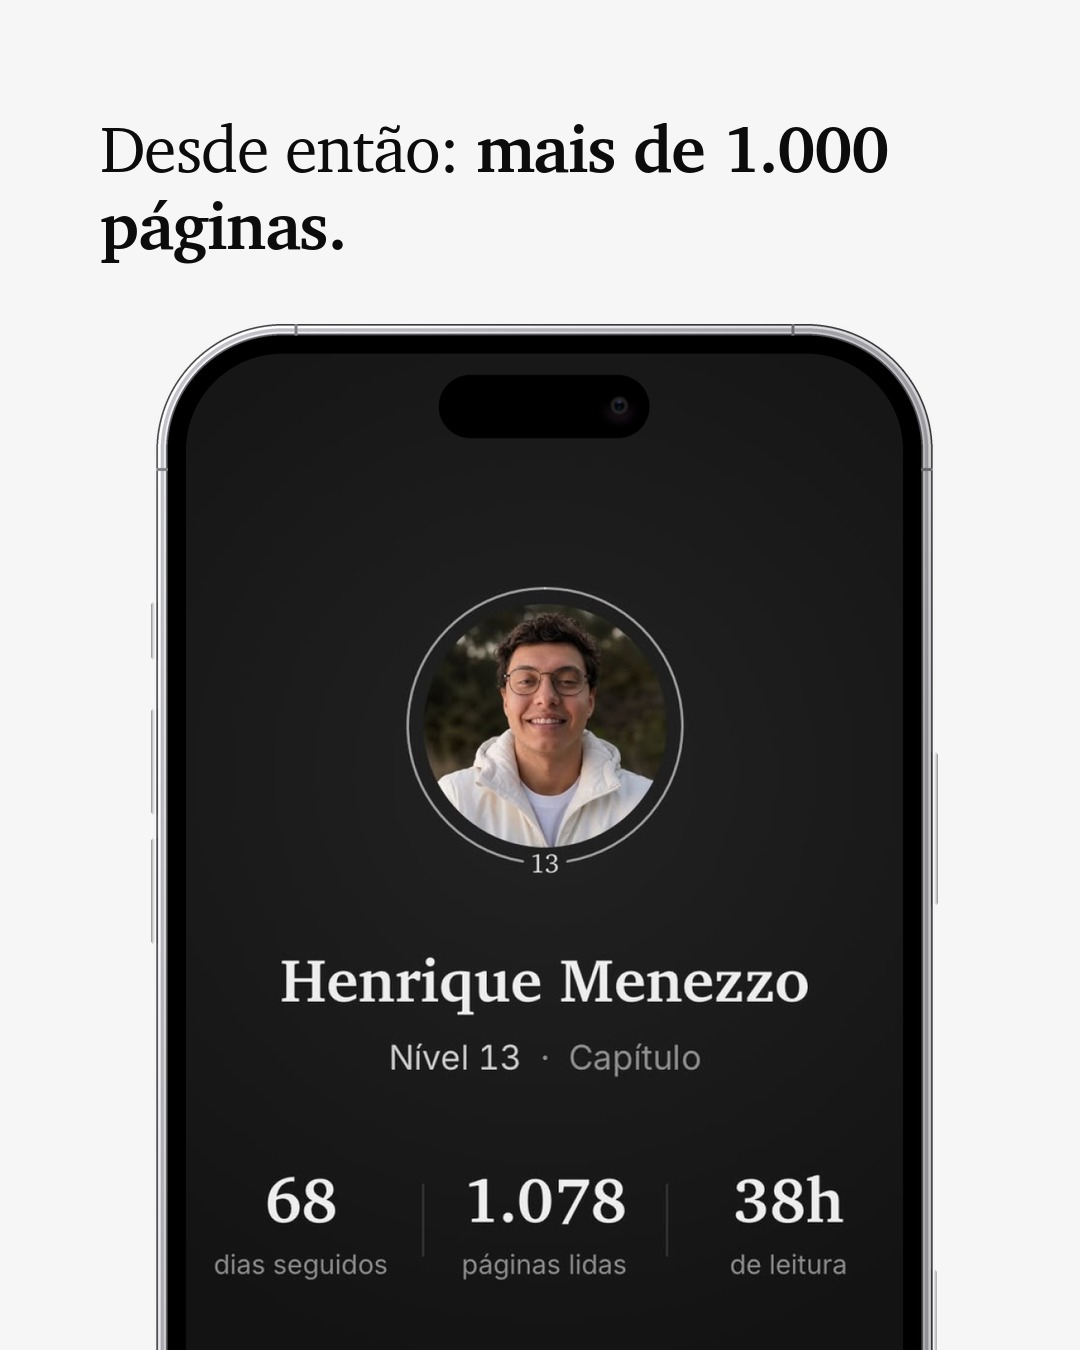 Desde então: mais de 1.000
páginas.
13
Henrique Menezzo
Nível 13 · Capítulo
68 1.078 38h
dias seguidos páginas lidas de leitura